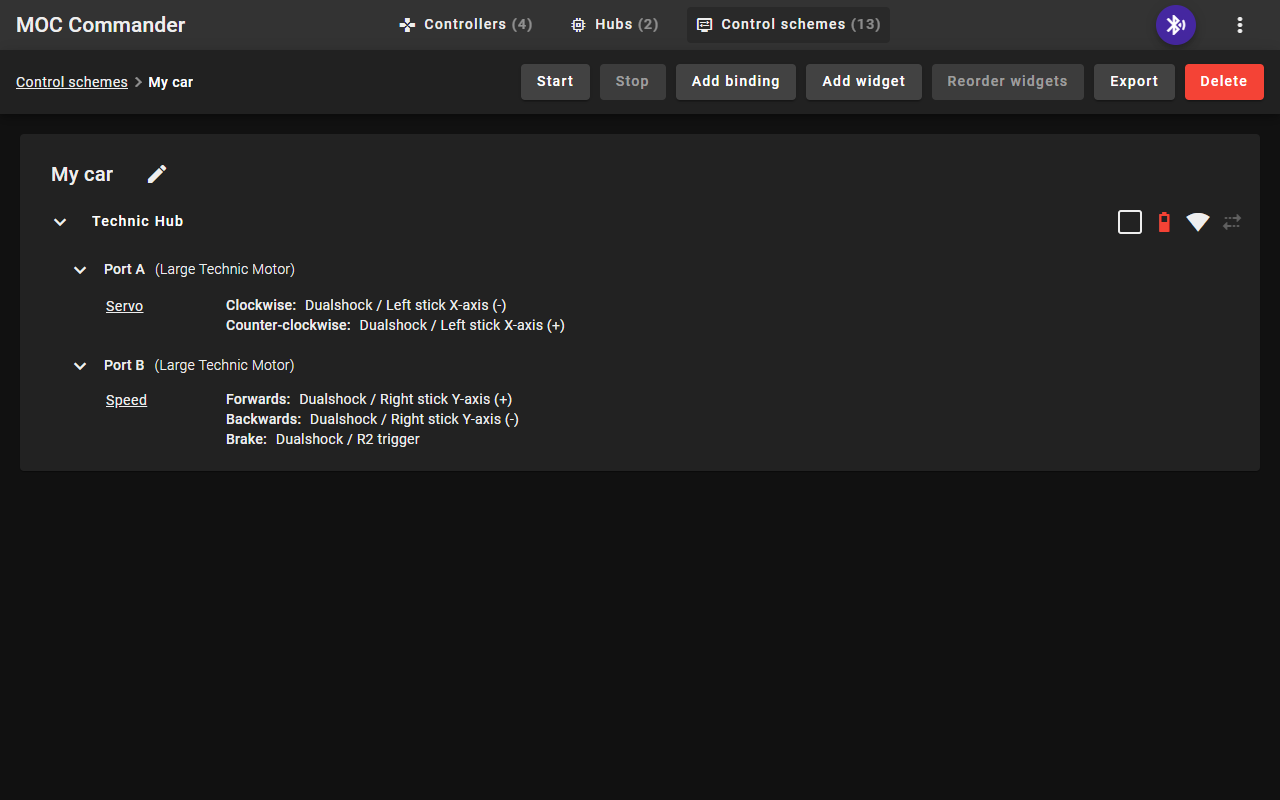 MOC Commander
Controllers (4) Hubs (2) Control schemes (13)
Control schemes > My car
Start Stop Add binding Add widget Reorder widgets Export Delete
My car
Technic Hub
Port A (Large Technic Motor)
Servo Clockwise: Dualshock / Left stick X-axis (-)
Counter-clockwise: Dualshock / Left stick X-axis (+)
Port B (Large Technic Motor)
Speed Forwards: Dualshock / Right stick Y-axis (+)
Backwards: Dualshock / Right stick Y-axis (-)
Brake: Dualshock / R2 trigger